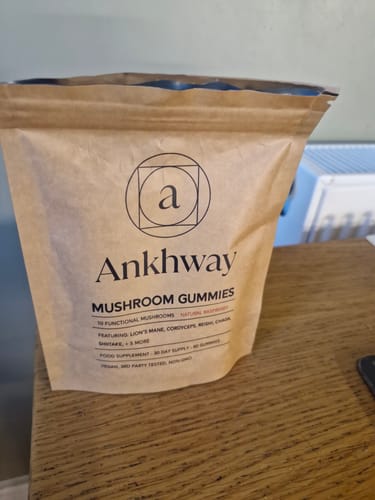 a
Ankhway
MUSHROOM GUMMIES
10 FUNCTIONAL MUSHROOMS NATURAL RASPBERRY
FEATURING: LION'S MANE, CORDYCEPS, REISHI, CHAGA,
SHIITAKE, + 5 MORE
FOOD SUPPLEMENT - 30 DAY SUPPLY - 60 GUMMIES
VEGAN, 3RD PARTY TESTED, NON-GMO